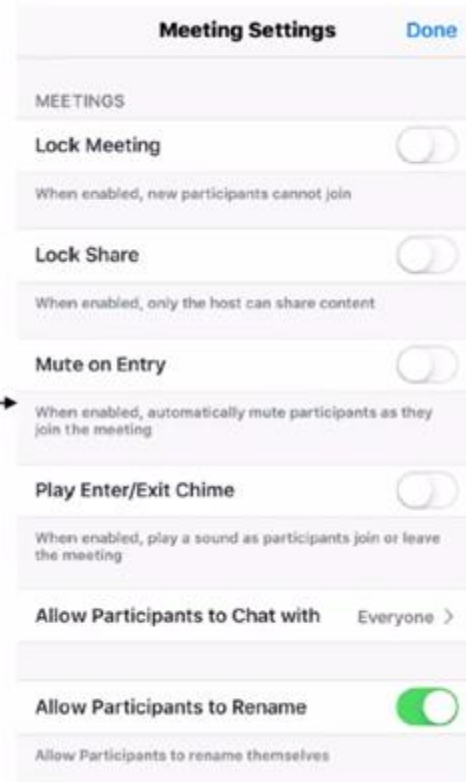 Meeting Settings Done
MEETINGS
Lock Meeting
When enabled, new participants cannot join
Lock Share
When enabled, only the host can share content
Mute on Entry
When enabled, automatically mute participants as they
join the meeting
Play Enter/Exit Chime
When enabled, play a sound as participants join or leave
the meeting
Allow Participants to Chat with Everyone >
Allow Participants to Rename
Allow Participants to rename themselves